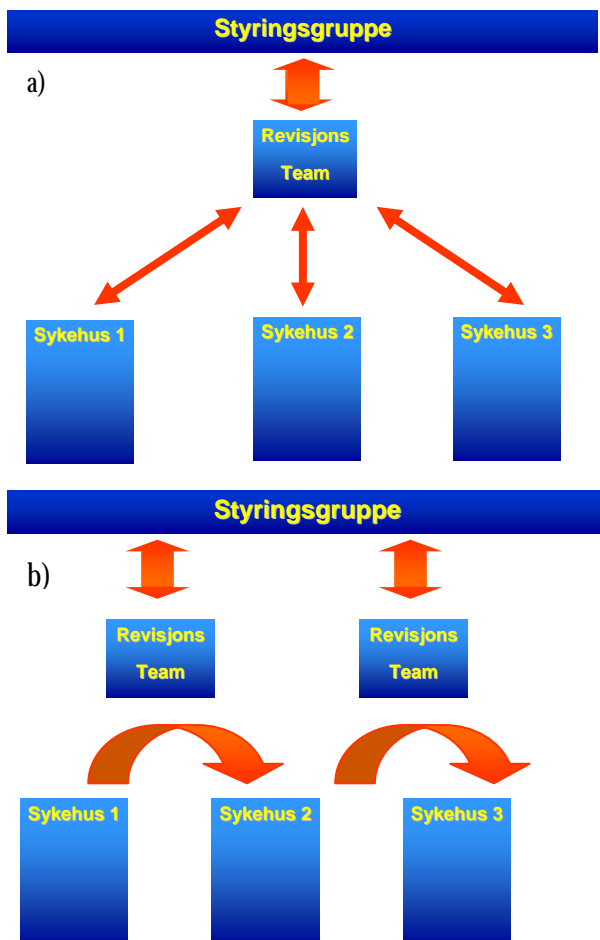 Styringsgruppe
a)
Revisjons
Team
Sykehus 1
Sykehus 2
Sykehus 3
Styringsgruppe
b)
Revisjons
Team
Revisjons
Team
Sykehus 1
Sykehus 2
Sykehus 3